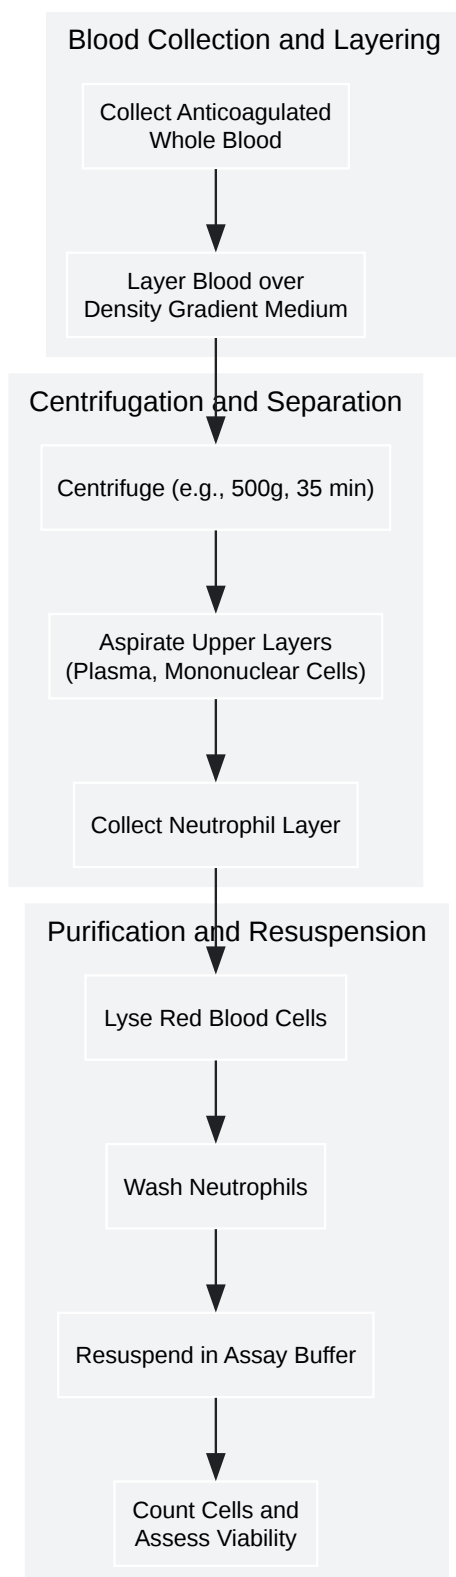 Blood Collection and Layering
Collect Anticoagulated
Whole Blood
Layer Blood over
Density Gradient Medium
Centrifugation and Separation
Centrifuge (e.g., 500g, 35 min)
Aspirate Upper Layers
(Plasma, Mononuclear Cells)
Collect Neutrophil Layer
Purification and Resuspension
Lyse Red Blood Cells
Wash Neutrophils
Resuspend in Assay Buffer
Count Cells and
Assess Viability